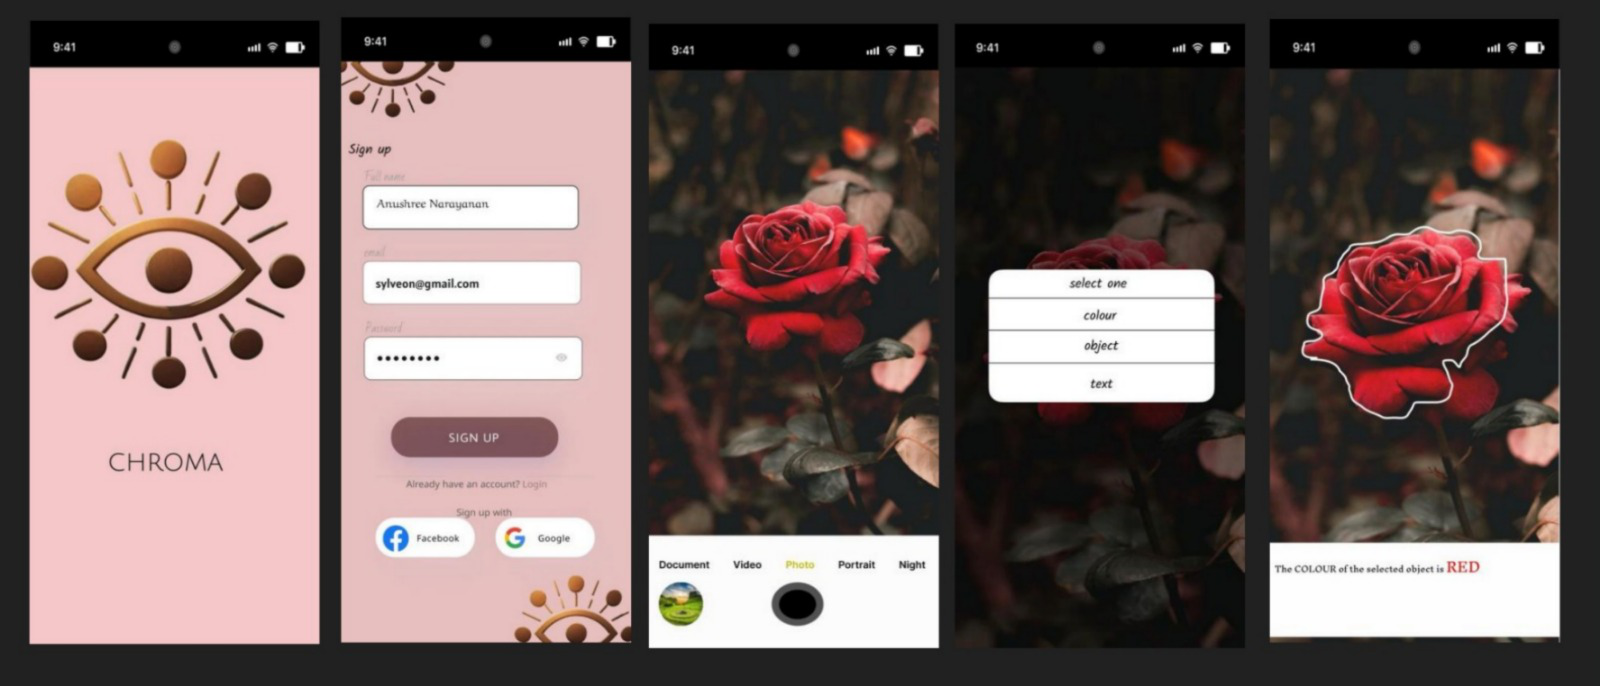 9:41
CHROMA
9:41
Sign up
Full name
Anushree Narayanan
email
sylveon@gmail.com
Password
SIGN UP
Already have an account? Login
Sign up with
Facebook
Google
9:41
Document Video Photo Portrait Night
9:41
select one
colour
object
text
9:41
The COLOUR of the selected object is RED